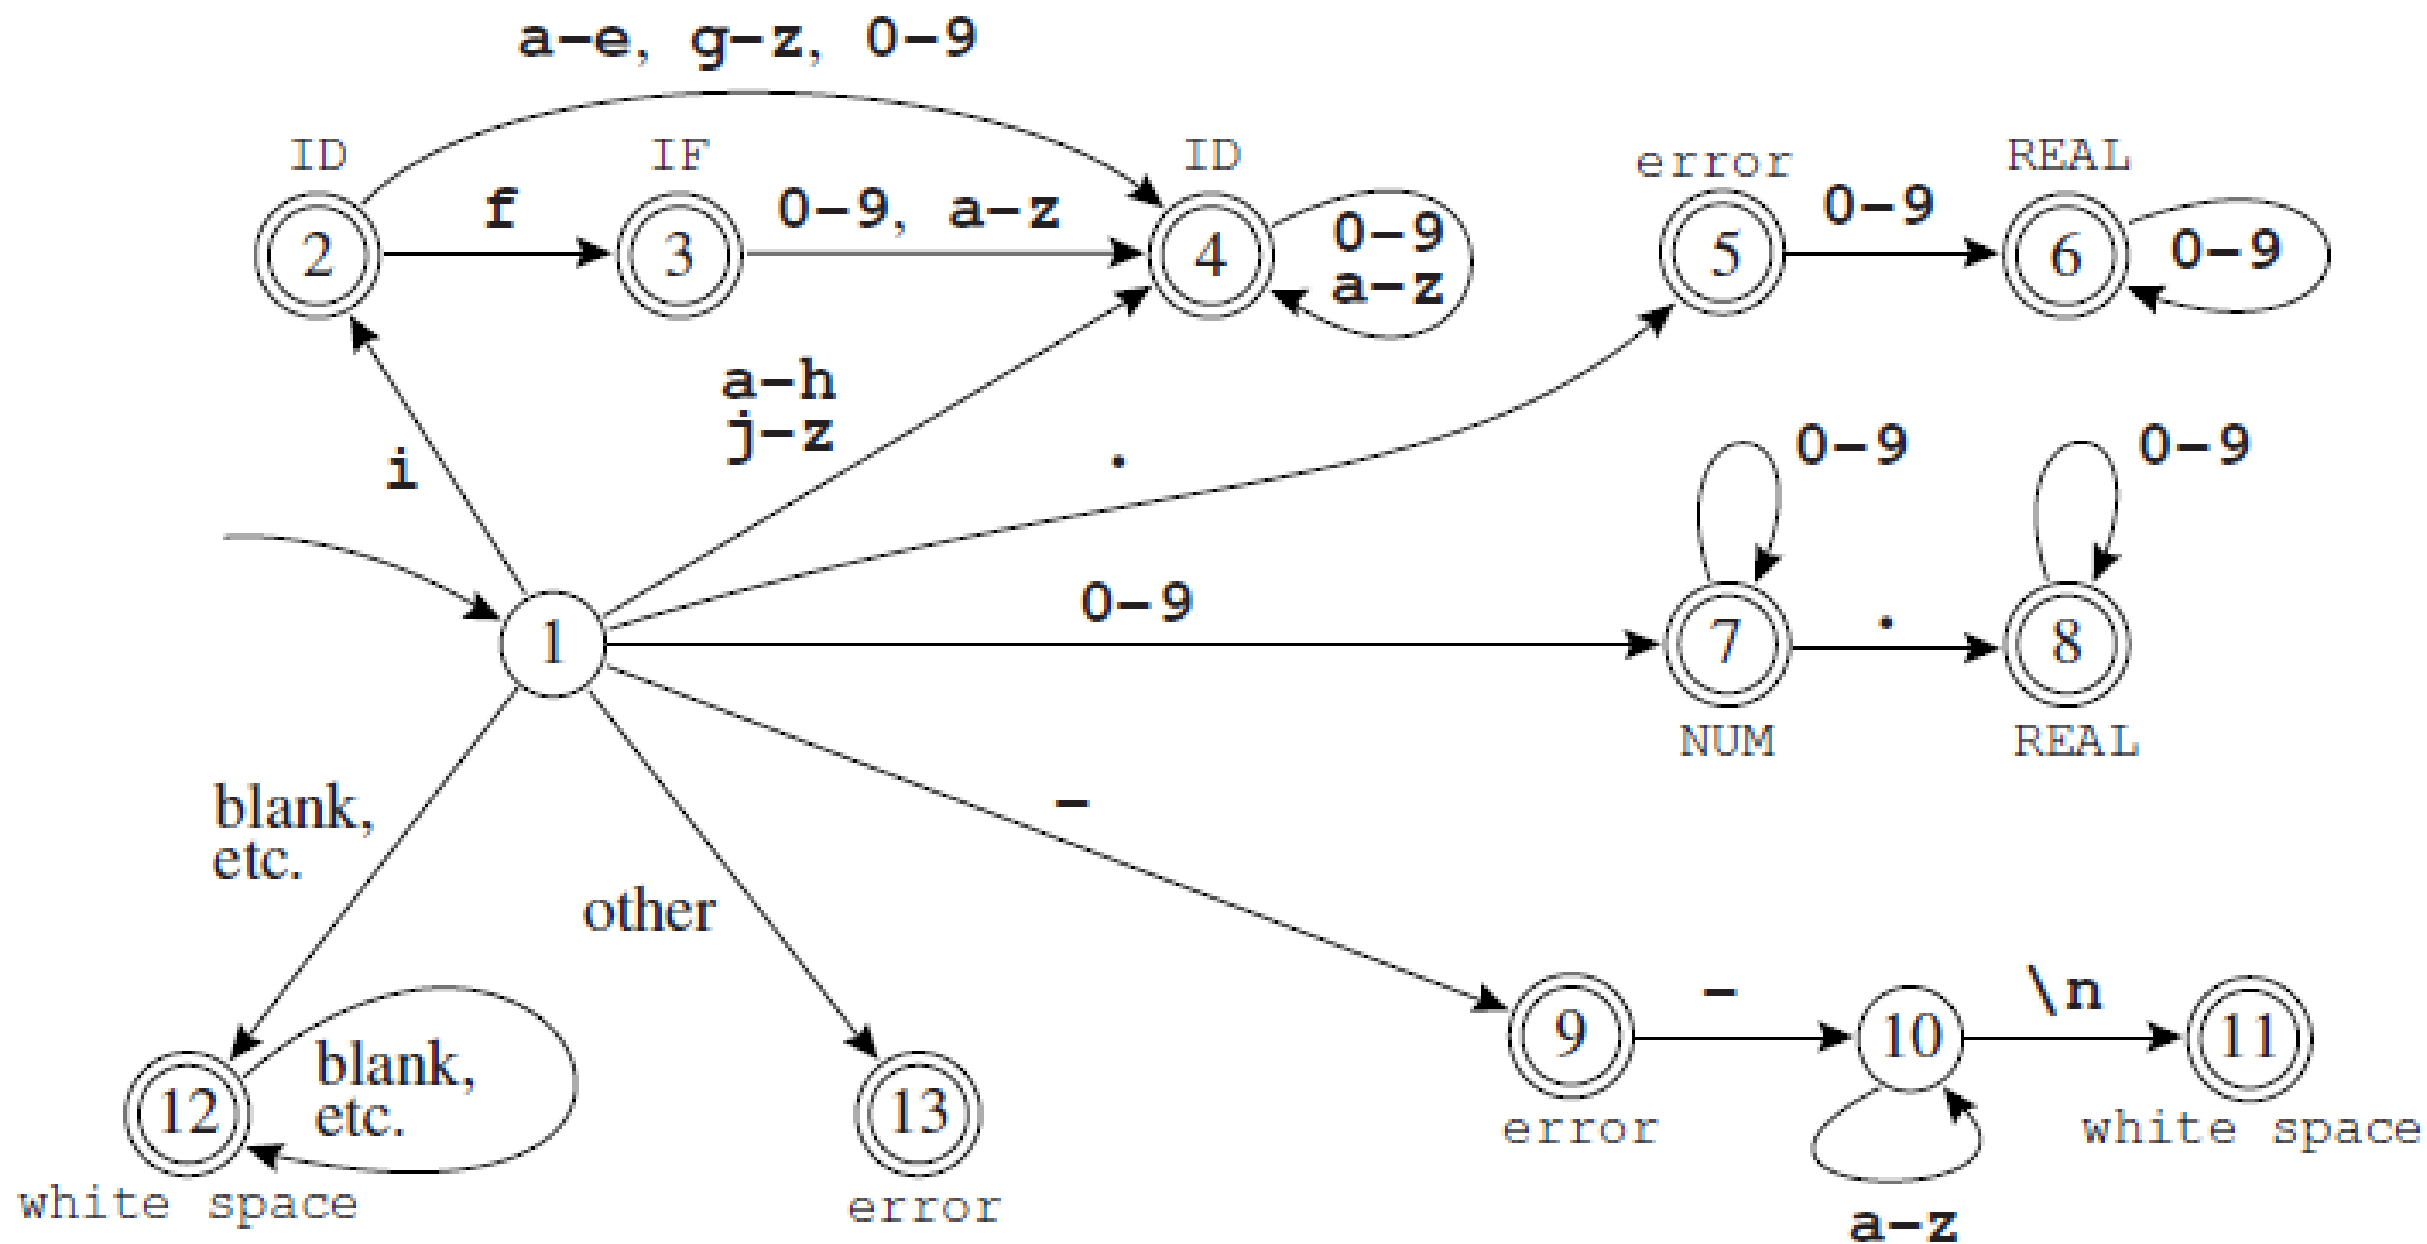 a-e, g-z, 0-9
ID
IF
ID
error
REAL
2
f
3
0-9, a-z
4
0-9
a-z
5
0-9
6
0-9
i
a-h
j-z
.
0-9
0-9
1
0-9
7
.
8
NUM
REAL
blank,
etc.
other
-
12
blank,
etc.
white space
13
error
9
error
-
10
\n
11
white space
a-z